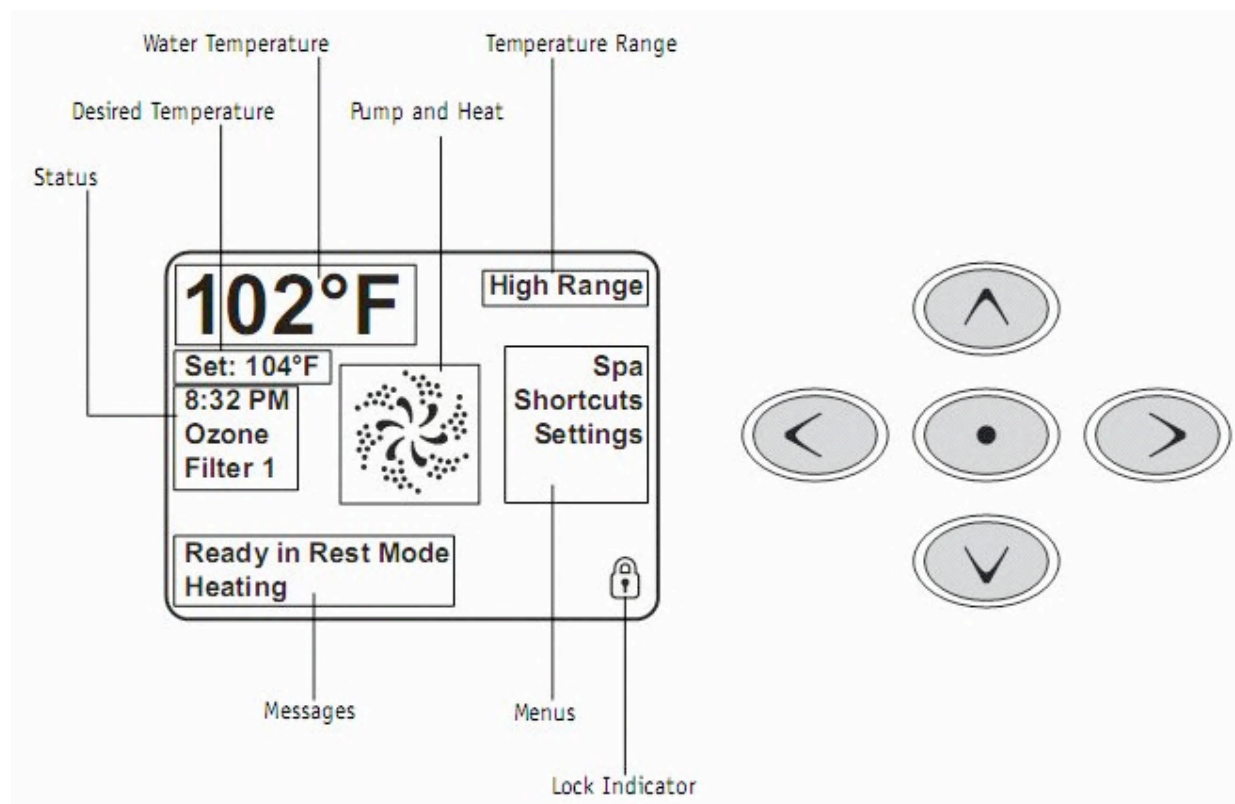 Water Temperature
Temperature Range
Desired Temperature
Pump and Heat
Status
102°F
High Range
Set: 104°F
8:32 PM
Ozone
Filter 1
Spa
Shortcuts
Settings
Ready in Rest Mode
Heating
Messages
Menus
Lock Indicator